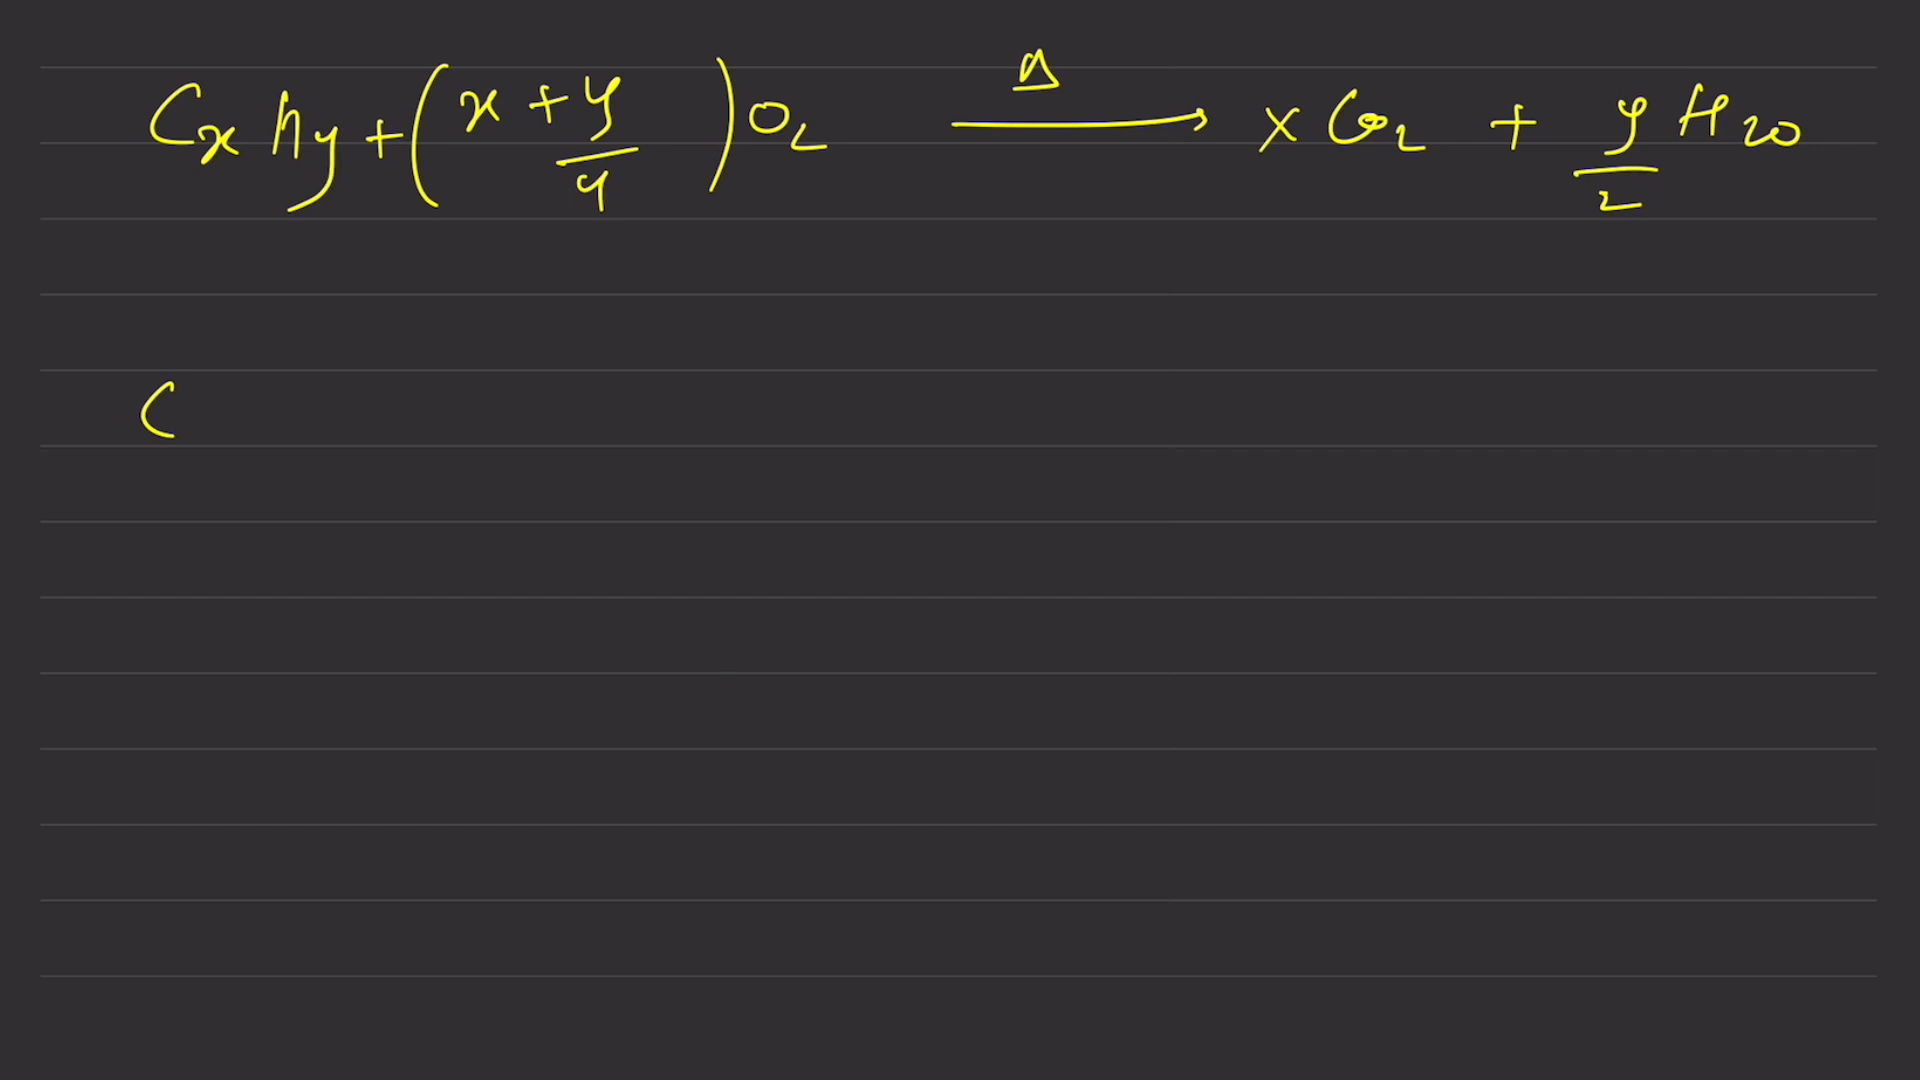 CxHy + (x + y/4) O2 —Δ→ x CO2 + y/2 H2O
C